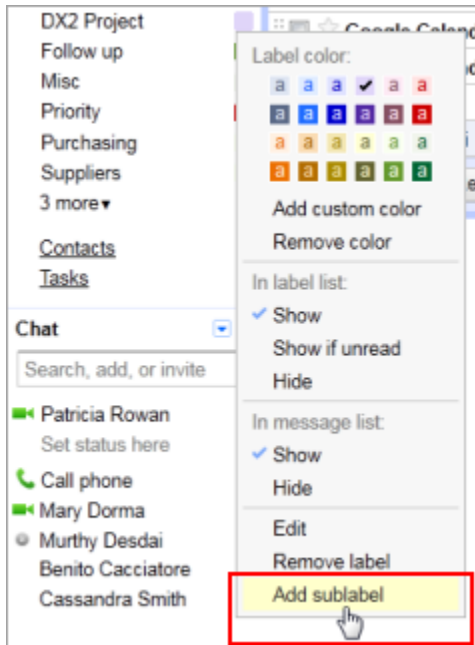 DX2 Project
Follow up
Misc
Priority
Purchasing
Suppliers
3 more▾
Contacts
Tasks
Chat
Search, add, or invite
Patricia Rowan
Set status here
Call phone
Mary Dorma
Murthy Desdai
Benito Cacciatore
Cassandra Smith
Label color:
a a a ✔ a a
a a a a a a
a a a a a a
a a a a a a
Add custom color
Remove color
In label list:
✓ Show
Show if unread
Hide
In message list:
✓ Show
Hide
Edit
Remove label
Add sublabel